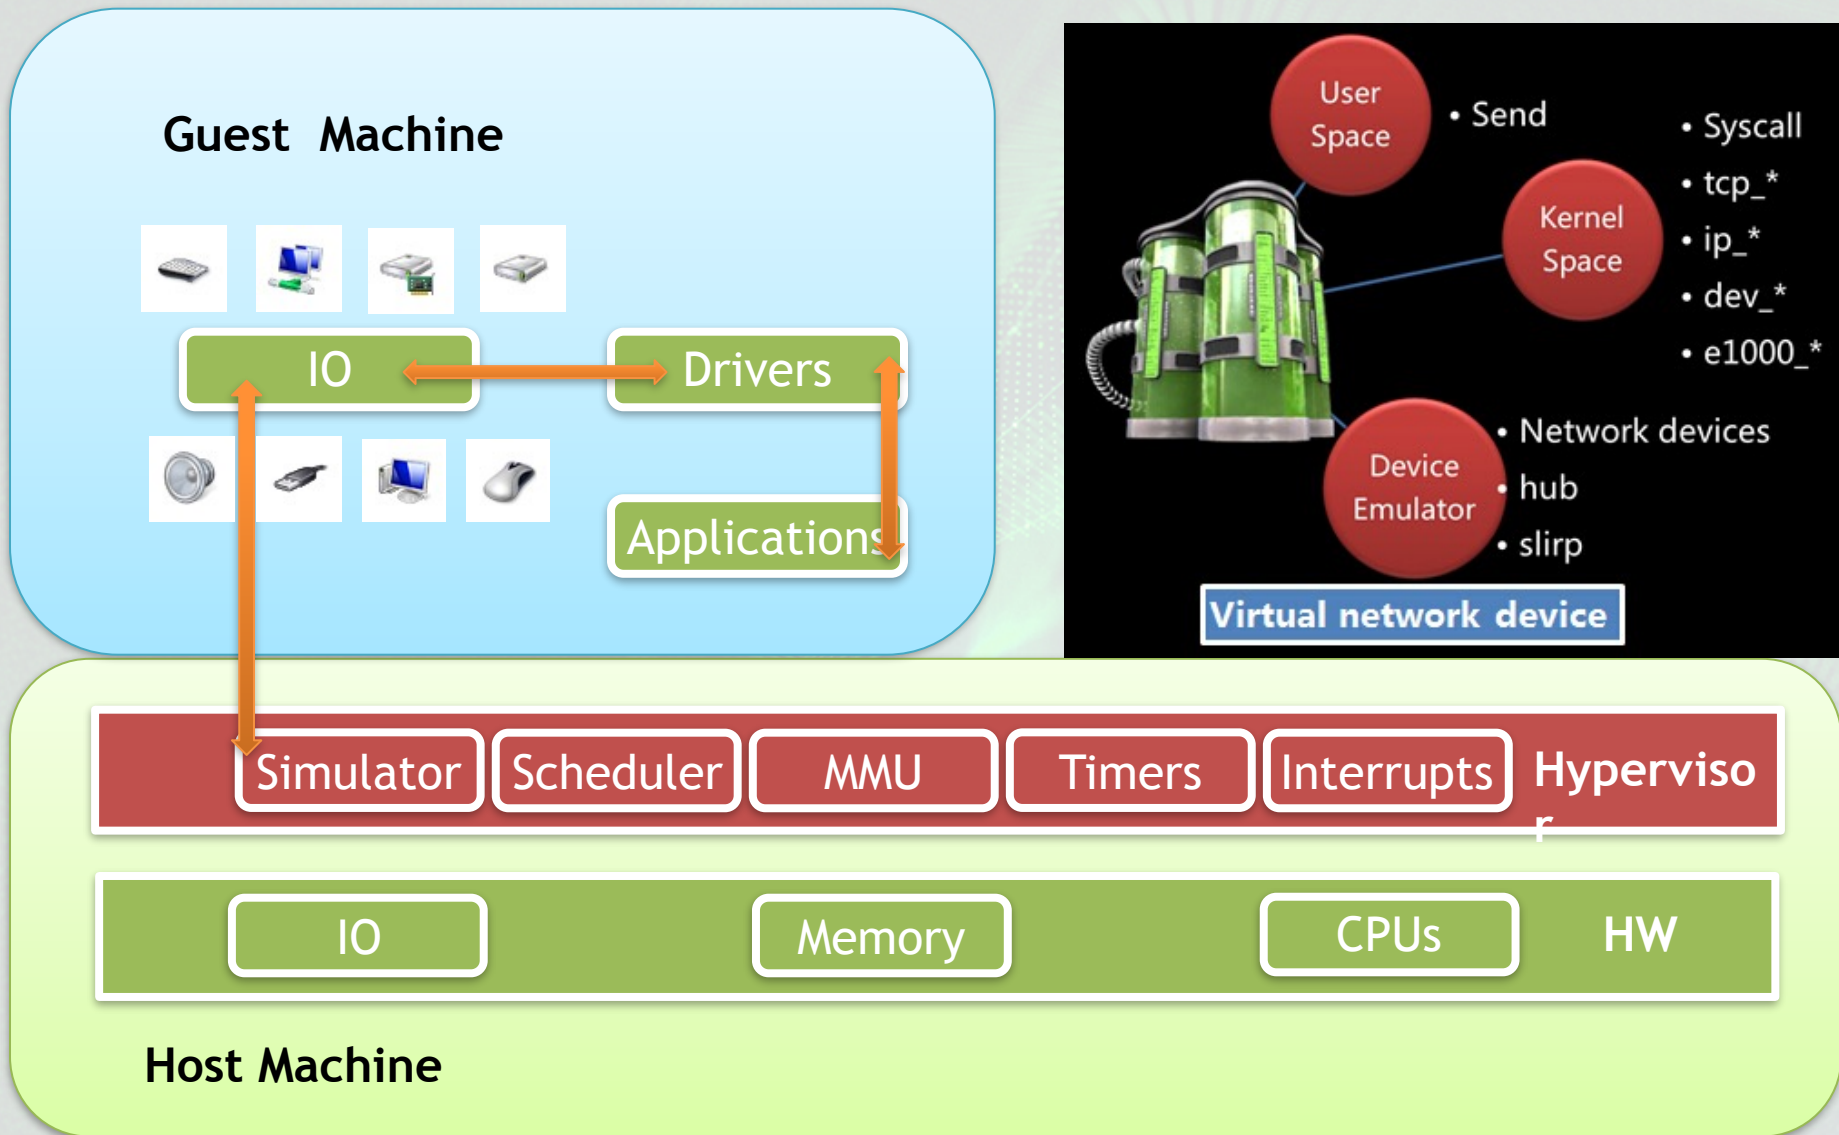 Guest Machine
IO
Drivers
Applications
User
Space
• Send
Kernel
Space
• Syscall
• tcp_*
• ip_*
• dev_*
• e1000_*
Device
Emulator
• Network devices
• hub
• slirp
Virtual network device
Simulator
Scheduler
MMU
Timers
Interrupts
Hyperviso
r
IO
Memory
CPUs
HW
Host Machine